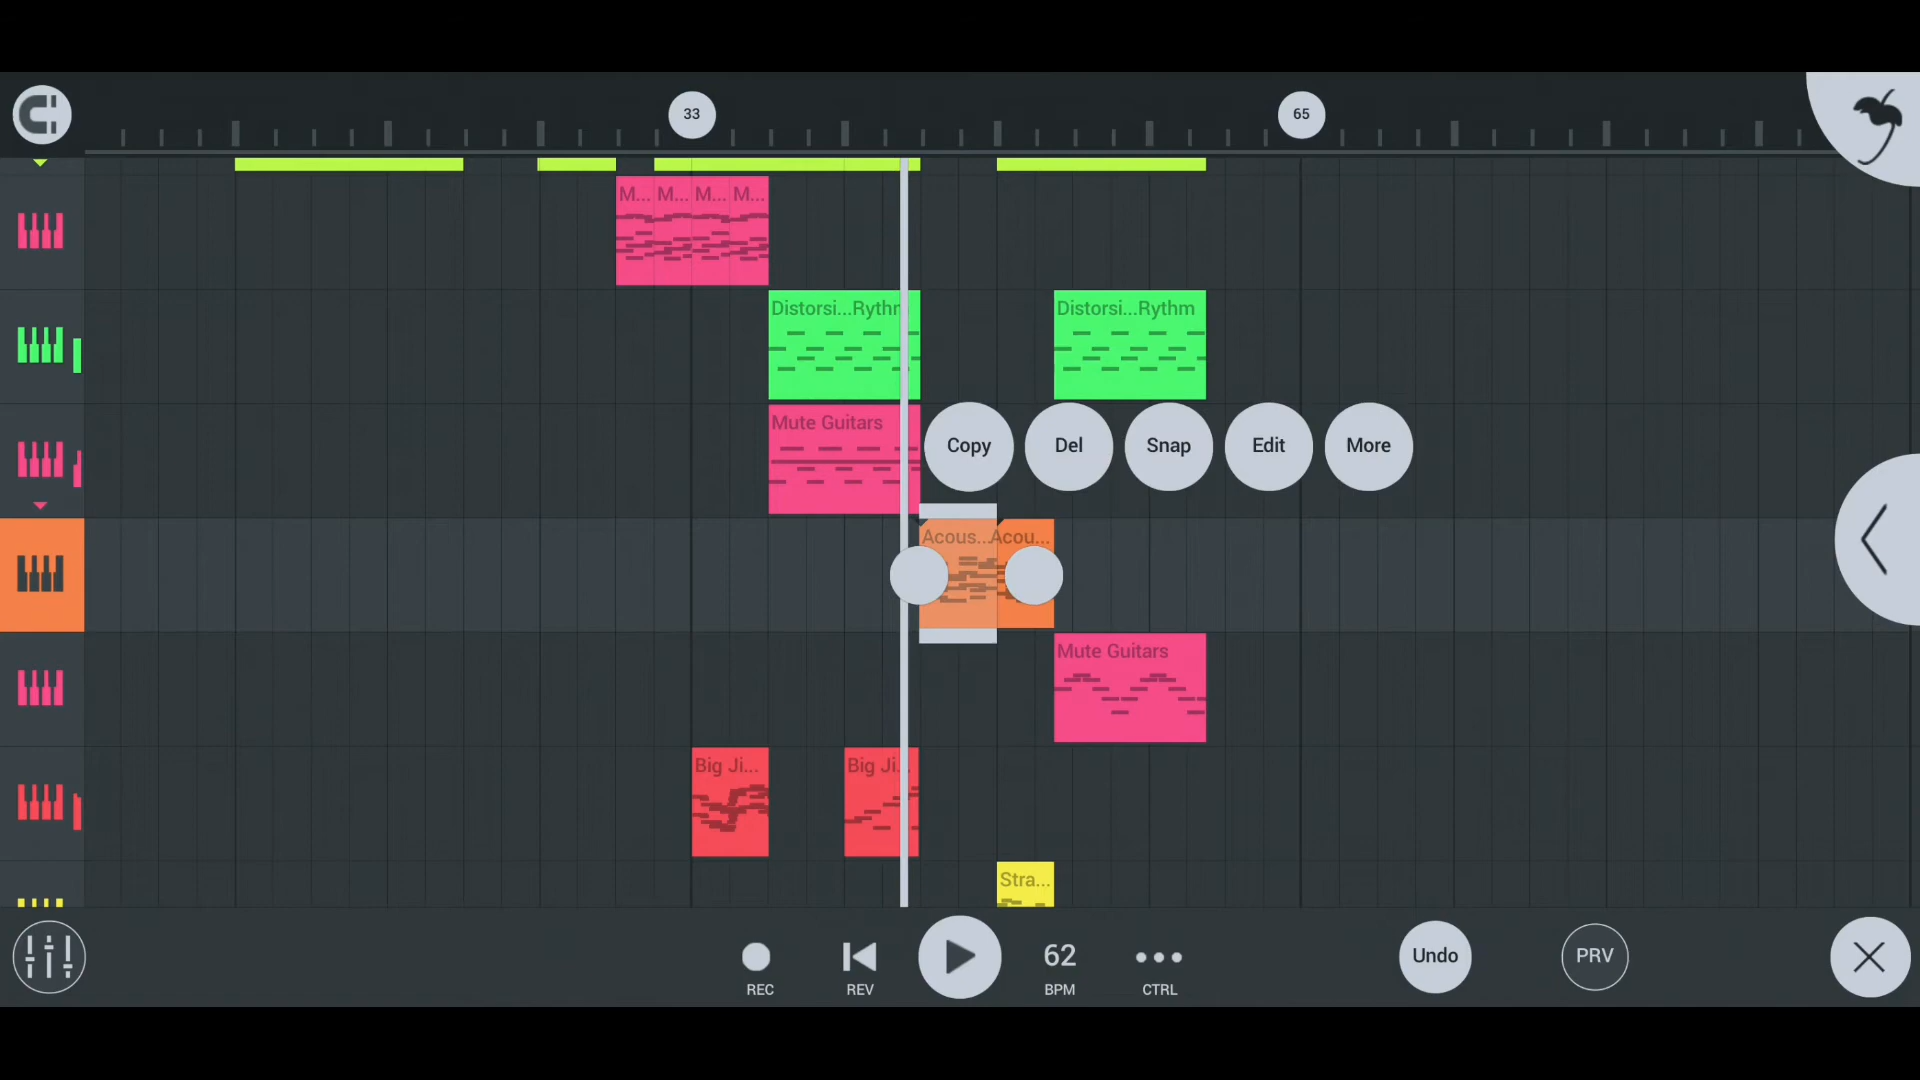 33
65
M... M... M... M...
Distorsi...Rythm
Distorsi...Rythm
Mute Guitars
Copy
Del
Snap
Edit
More
Acous...
Acou...
Mute Guitars
Big Ji...
Big Ji...
Stra...
REC
REV
62
BPM
CTRL
Undo
PRV